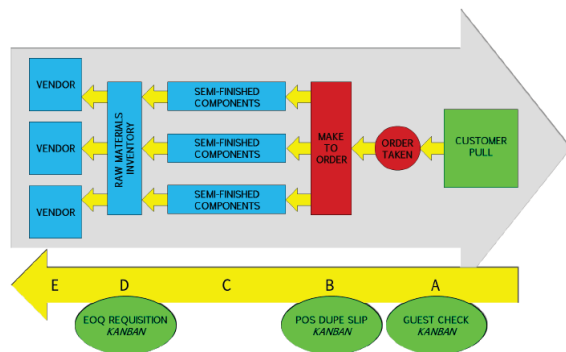 VENDOR
VENDOR
VENDOR
RAW MATERIALS
INVENTORY
SEMI-FINISHED
COMPONENTS
SEMI-FINISHED
COMPONENTS
SEMI-FINISHED
COMPONENTS
MAKE
TO
ORDER
ORDER
TAKEN
CUSTOMER
PULL
E D C B A
EOQ REQUISITION
KANBAN
POS DUPE SLIP
KANBAN
GUEST CHECK
KANBAN